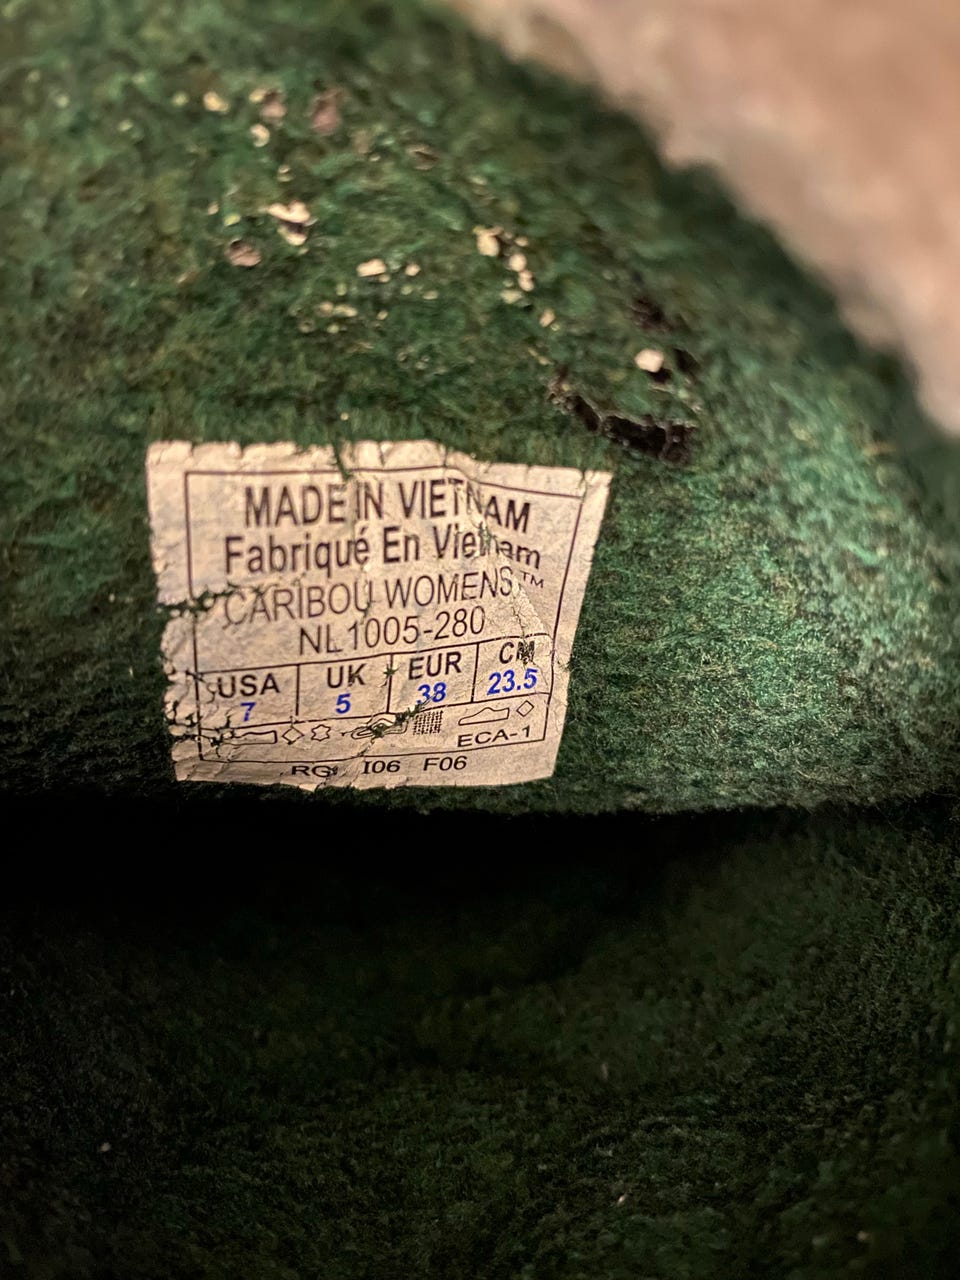 MADE IN VIETNAM
Fabriqué En Vietnam
CARIBOU WOMENS™
NL1005-280
USA UK EUR CM
7 5 38 23.5
ECA-1
RG I06 F06